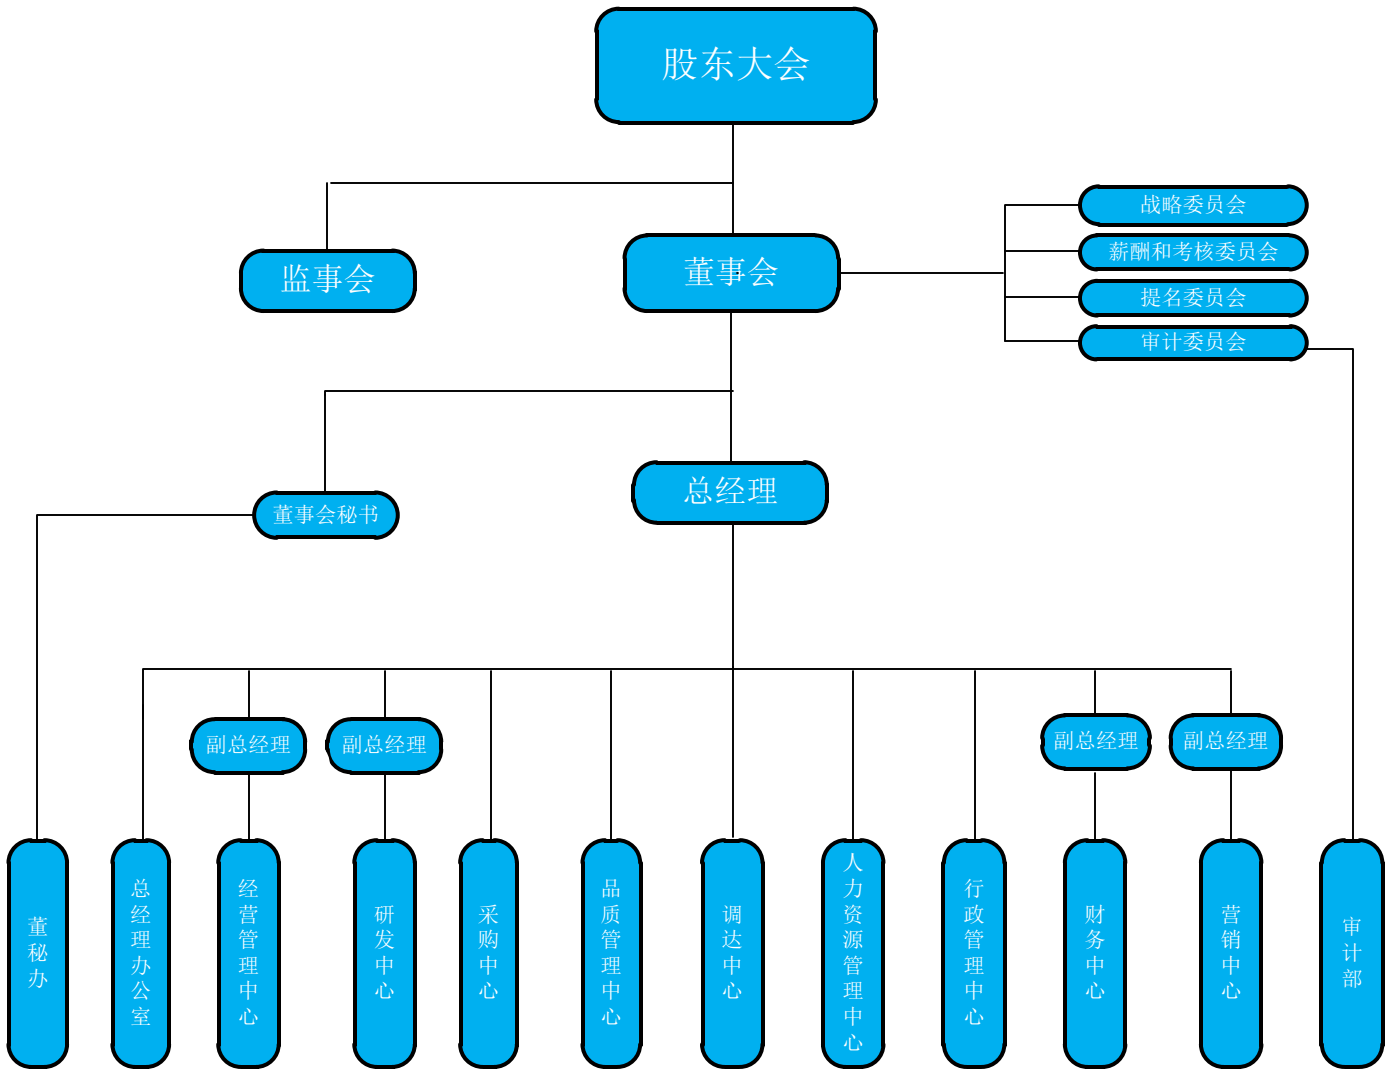 股东大会
战略委员会
薪酬和考核委员会
提名委员会
审计委员会
监事会
董事会
总经理
董事会秘书
副总经理
副总经理
副总经理
副总经理
董秘办
总经理办公室
经营管理中心
研发中心
采购中心
品质管理中心
调达中心
人力资源管理中心
行政管理中心
财务中心
营销中心
审计部